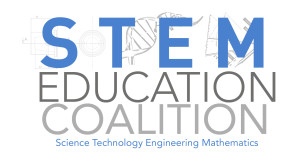 STEM
EDUCATION
COALITION
Science Technology Engineering Mathematics